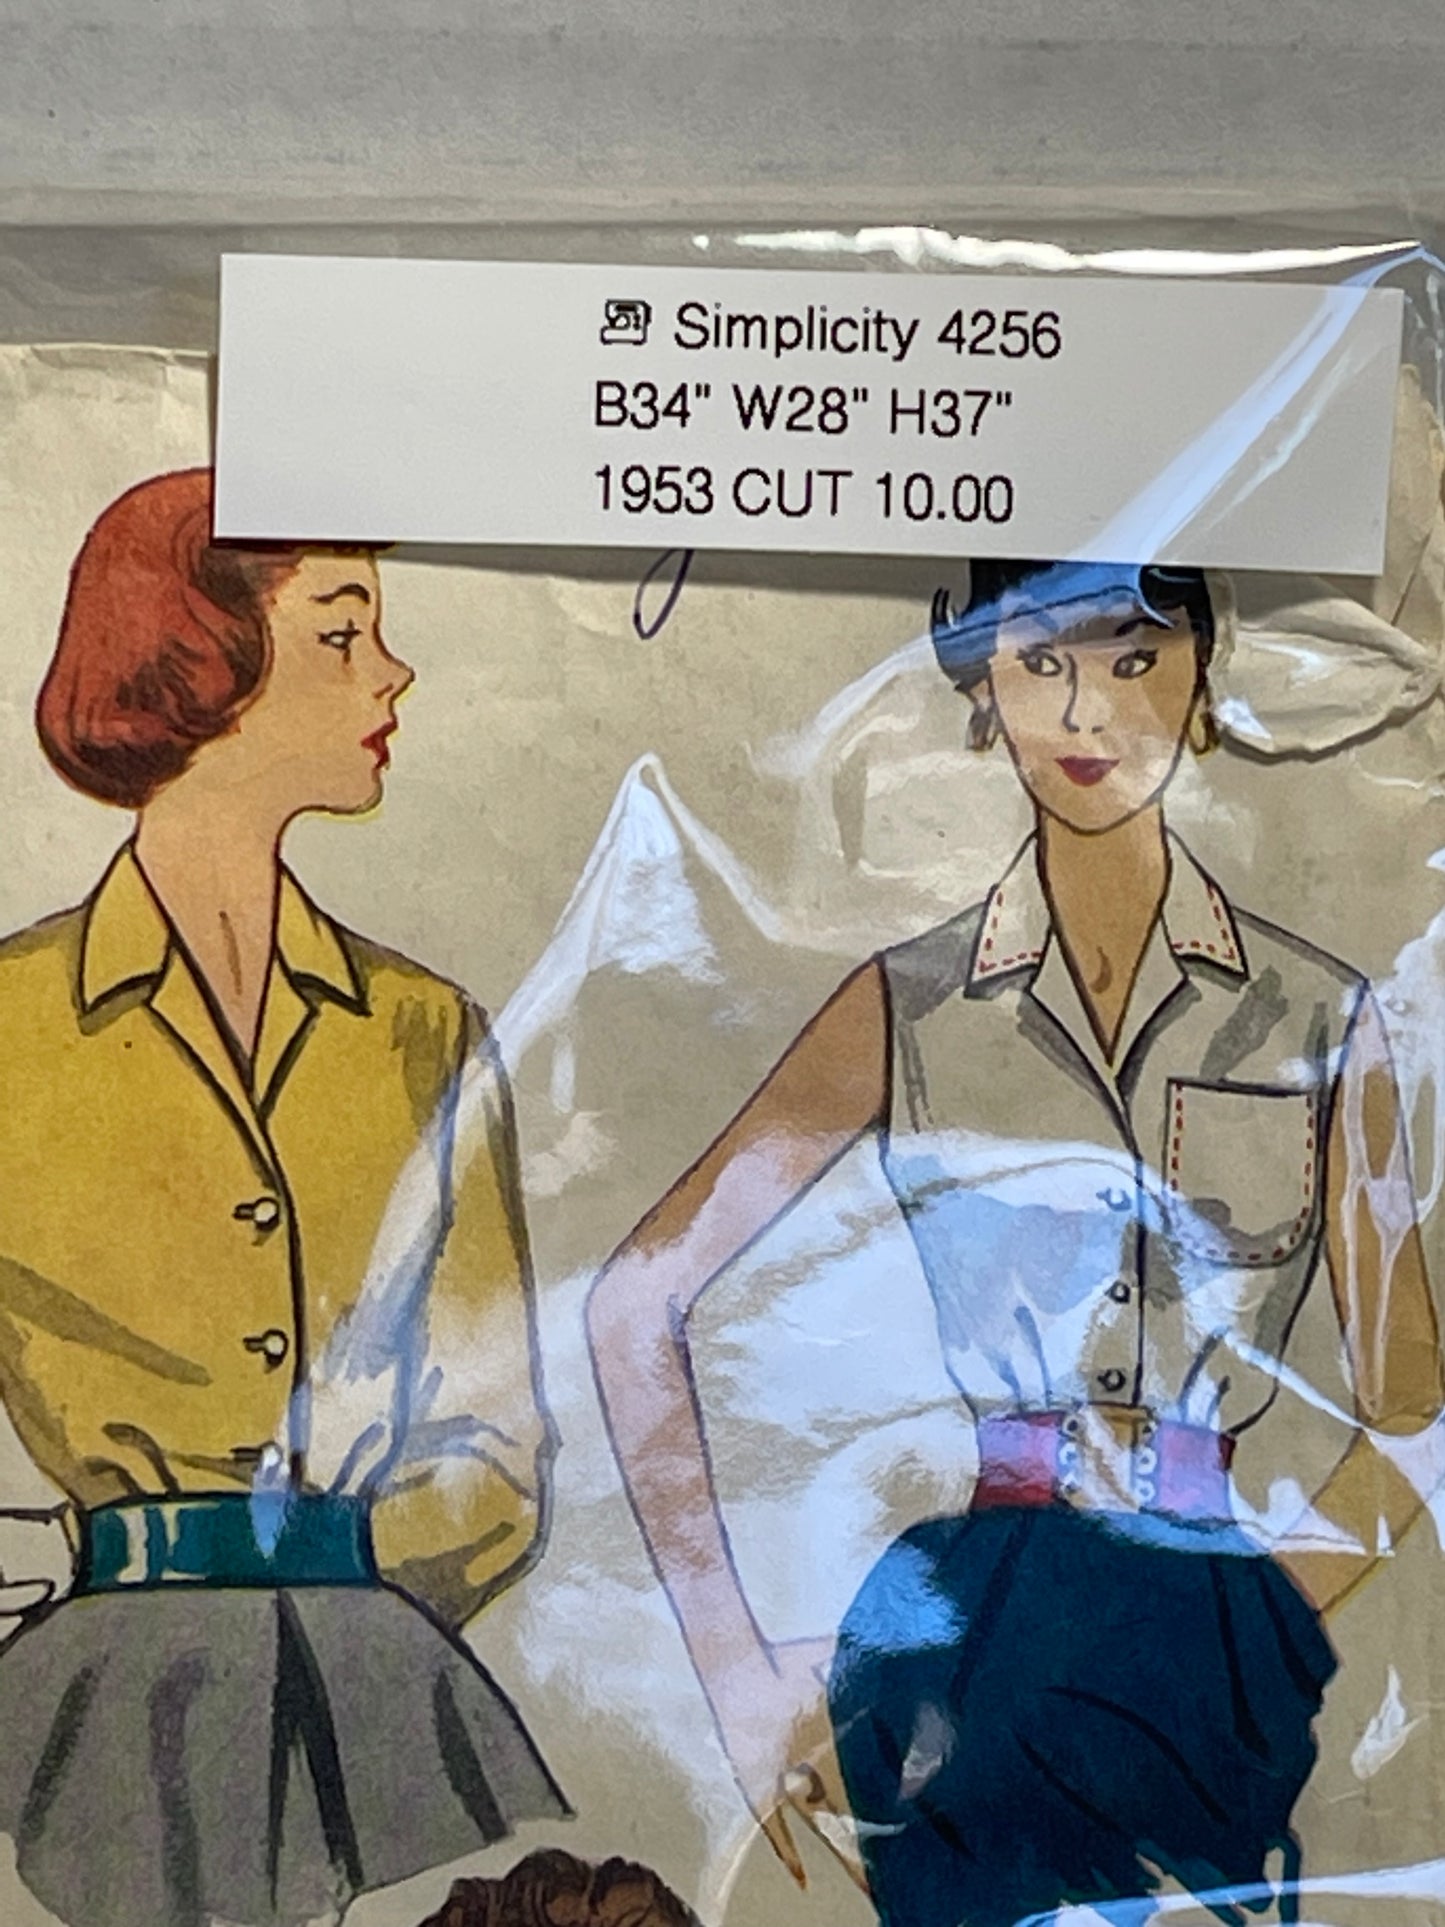 Simplicity 4256
B34" W28" H37"
1953 CUT 10.00